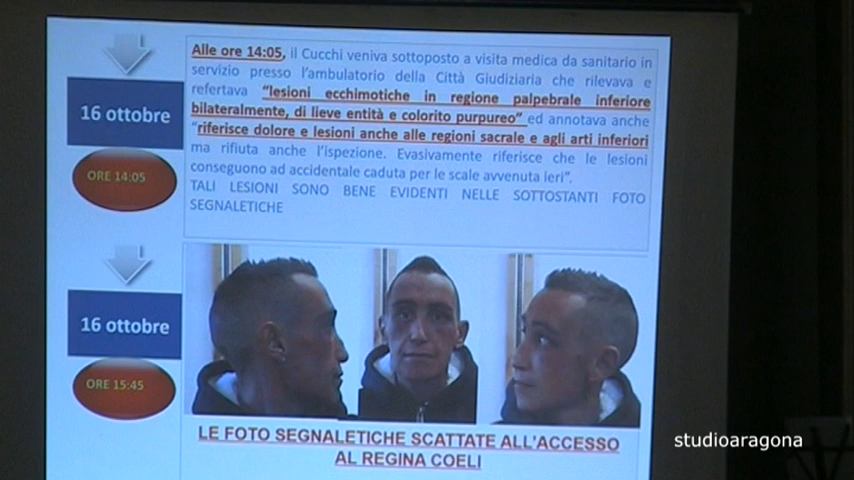 Alle ore 14:05, il Cucchi veniva sottoposto a visita medica da sanitario in
servizio presso l'ambulatorio della Città Giudiziaria che rilevava e
refertava "lesioni ecchimotiche in regione palpebrale inferiore
bilateralmente, di lieve entità e colorito purpureo" ed annotava anche
"riferisce dolore e lesioni anche alle regioni sacrale e agli arti inferiori
ma rifiuta anche l'ispezione. Evasivamente riferisce che le lesioni
conseguono ad accidentale caduta per le scale avvenuta ieri".
TALI LESIONI SONO BENE EVIDENTI NELLE SOTTOSTANTI FOTO
SEGNALETICHE
16 ottobre
ORE 14:05
16 ottobre
ORE 15:45
LE FOTO SEGNALETICHE SCATTATE ALL'ACCESSO
AL REGINA COELI
studioaragona